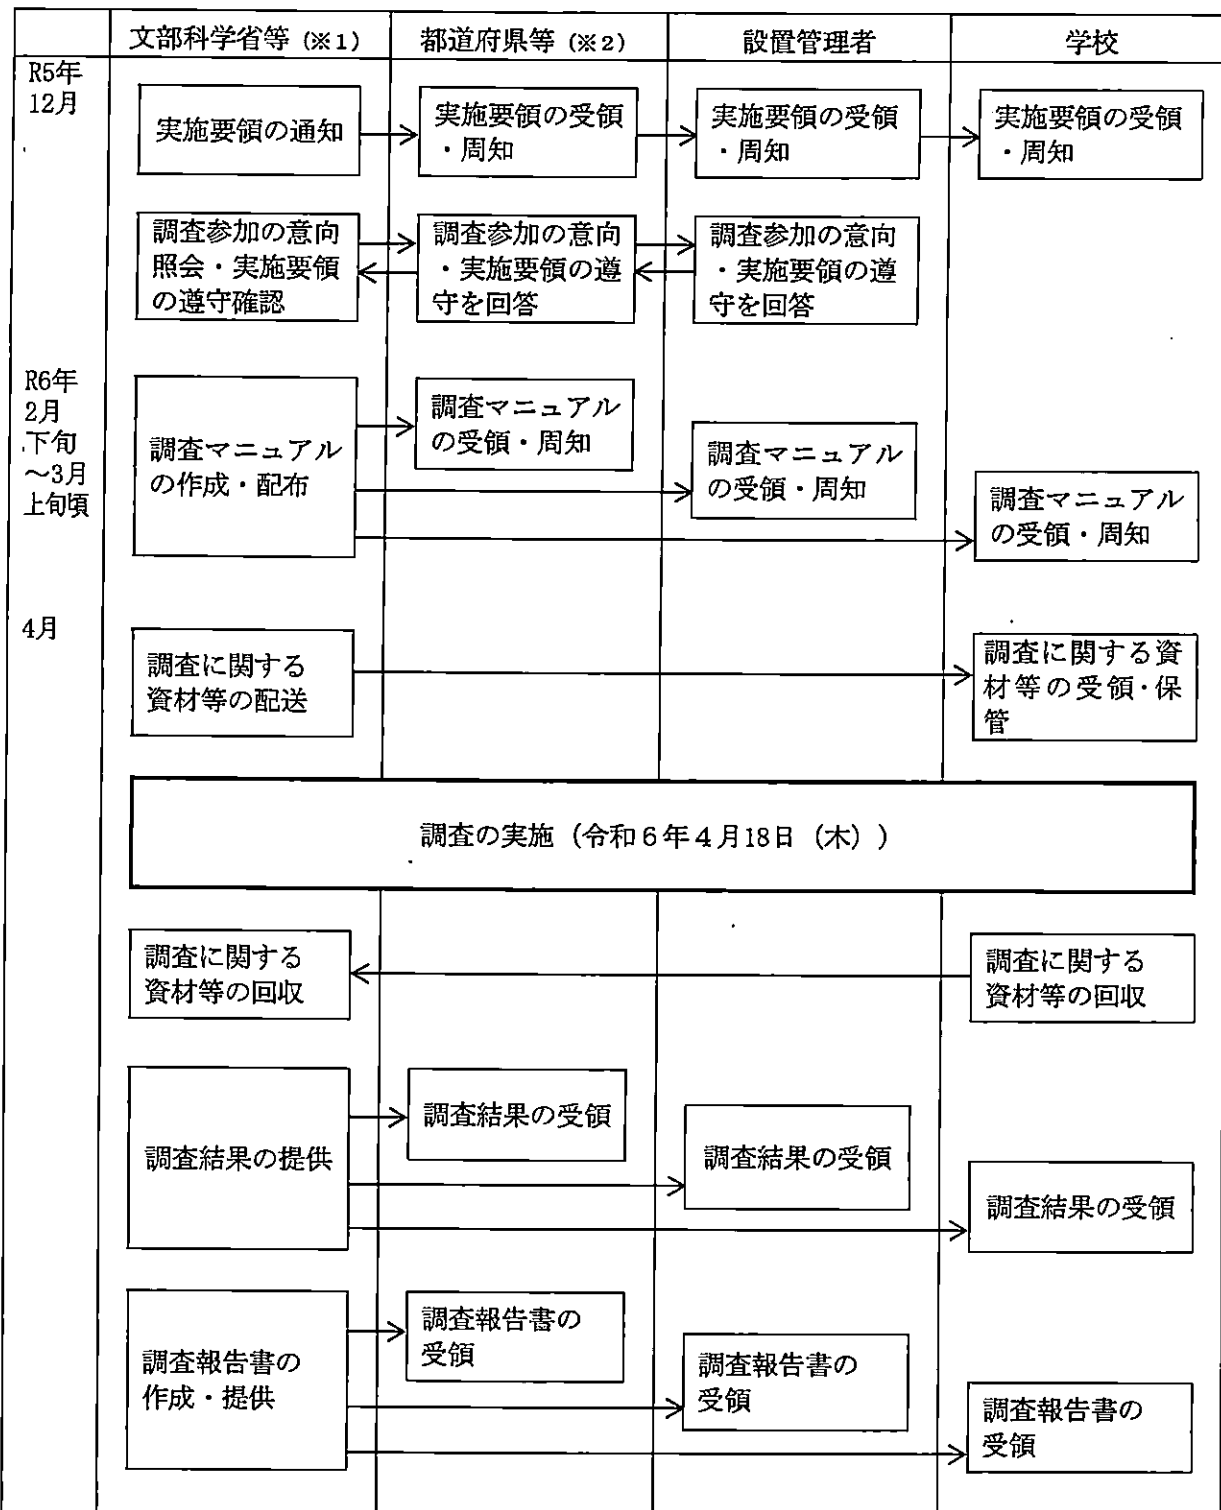 文部科学省等（※1）
都道府県等（※2）
設置管理者
学校
R5年
12月
実施要領の通知
実施要領の受領
・周知
実施要領の受領
・周知
実施要領の受領
・周知
調査参加の意向
照会・実施要領
の遵守確認
調査参加の意向
・実施要領の遵
守を回答
調査参加の意向
・実施要領の遵
守を回答
R6年
2月
下旬
～3月
上旬頃
調査マニュアル
の作成・配布
調査マニュアル
の受領・周知
調査マニュアル
の受領・周知
調査マニュアル
の受領・周知
4月
調査に関する
資材等の配送
調査に関する資
材等の受領・保
管
調査の実施（令和6年4月18日（木））
調査に関する
資材等の回収
調査に関する
資材等の回収
調査結果の提供
調査結果の受領
調査結果の受領
調査結果の受領
調査報告書の
作成・提供
調査報告書の
受領
調査報告書の
受領
調査報告書の
受領